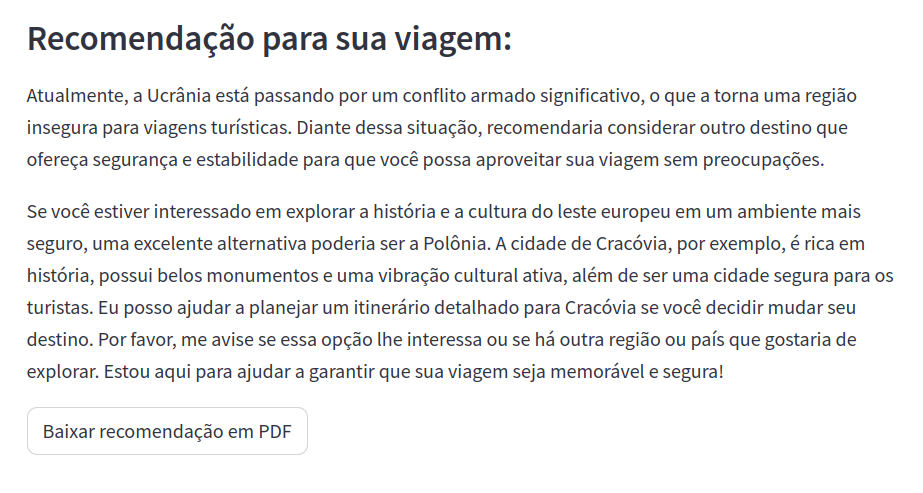 Recomendação para sua viagem:
Atualmente, a Ucrânia está passando por um conflito armado significativo, o que a torna uma região
insegura para viagens turísticas. Diante dessa situação, recomendaria considerar outro destino que
ofereça segurança e estabilidade para que você possa aproveitar sua viagem sem preocupações.
Se você estiver interessado em explorar a história e a cultura do leste europeu em um ambiente mais
seguro, uma excelente alternativa poderia ser a Polônia. A cidade de Cracóvia, por exemplo, é rica em
história, possui belos monumentos e uma vibração cultural ativa, além de ser uma cidade segura para os
turistas. Eu posso ajudar a planejar um itinerário detalhado para Cracóvia se você decidir mudar seu
destino. Por favor, me avise se essa opção lhe interessa ou se há outra região ou país que gostaria de
explorar. Estou aqui para ajudar a garantir que sua viagem seja memorável e segura!
Baixar recomendação em PDF